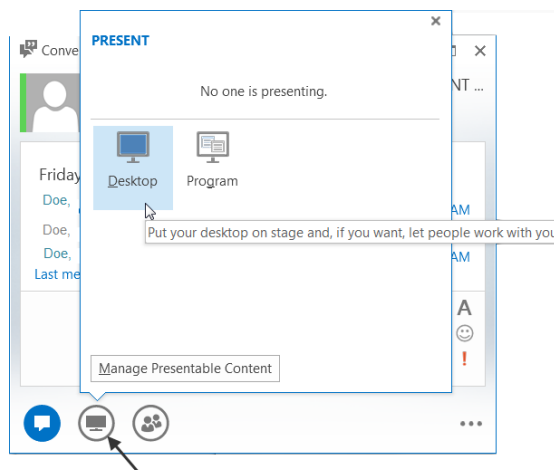 Conve
PRESENT
NT ...
No one is presenting.
Friday
Desktop Program
Doe,
AM
Put your desktop on stage and, if you want, let people work with you
Doe,
Doe,
AM
Last me
A
!
Manage Presentable Content